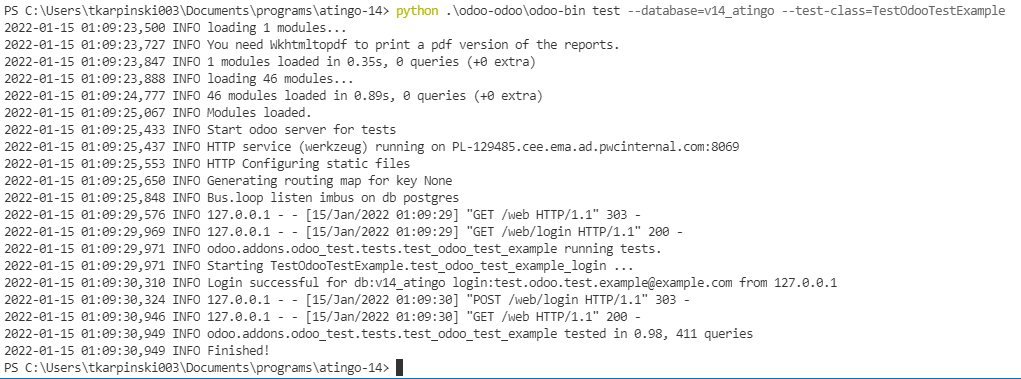 PS C:\Users\tkarpinski003\Documents\programs\atingo-14> python .\odoo-odoo\odoo-bin test --database=v14_atingo --test-class=TestOdooTestExample
2022-01-15 01:09:23,500 INFO loading 1 modules...
2022-01-15 01:09:23,727 INFO You need Wkhtmltopdf to print a pdf version of the reports.
2022-01-15 01:09:23,847 INFO 1 modules loaded in 0.35s, 0 queries (+0 extra)
2022-01-15 01:09:23,888 INFO loading 46 modules...
2022-01-15 01:09:24,777 INFO 46 modules loaded in 0.89s, 0 queries (+0 extra)
2022-01-15 01:09:25,067 INFO Modules loaded.
2022-01-15 01:09:25,433 INFO Start odoo server for tests
2022-01-15 01:09:25,437 INFO HTTP service (werkzeug) running on PL-129485.cee.ema.ad.pwcinternal.com:8069
2022-01-15 01:09:25,553 INFO HTTP Configuring static files
2022-01-15 01:09:25,650 INFO Generating routing map for key None
2022-01-15 01:09:25,848 INFO Bus.loop listen imbus on db postgres
2022-01-15 01:09:29,576 INFO 127.0.0.1 - - [15/Jan/2022 01:09:29] "GET /web HTTP/1.1" 303 -
2022-01-15 01:09:29,969 INFO 127.0.0.1 - - [15/Jan/2022 01:09:29] "GET /web/login HTTP/1.1" 200 -
2022-01-15 01:09:29,971 INFO odoo.addons.odoo_test.tests.test_odoo_test_example running tests.
2022-01-15 01:09:29,971 INFO Starting TestOdooTestExample.test_odoo_test_example_login ...
2022-01-15 01:09:30,310 INFO Login successful for db:v14_atingo login:test.odoo.test.example@example.com from 127.0.0.1
2022-01-15 01:09:30,324 INFO 127.0.0.1 - - [15/Jan/2022 01:09:30] "POST /web/login HTTP/1.1" 303 -
2022-01-15 01:09:30,946 INFO 127.0.0.1 - - [15/Jan/2022 01:09:30] "GET /web HTTP/1.1" 200 -
2022-01-15 01:09:30,949 INFO odoo.addons.odoo_test.tests.test_odoo_test_example tested in 0.98, 411 queries
2022-01-15 01:09:30,949 INFO Finished!
PS C:\Users\tkarpinski003\Documents\programs\atingo-14>